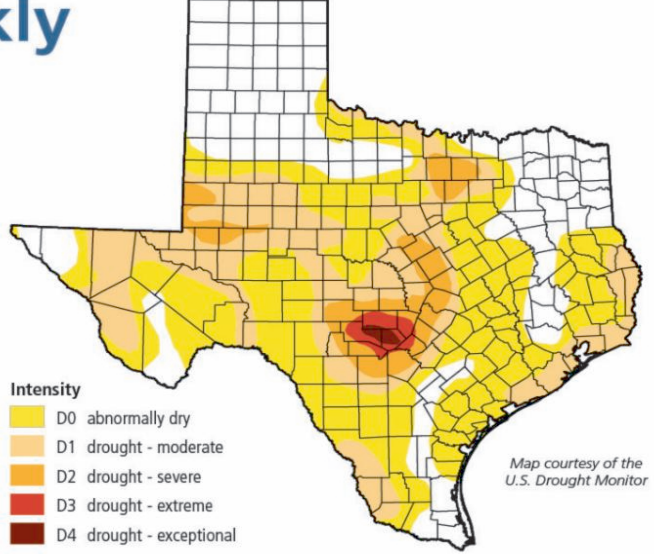 kly
Intensity
D0 abnormally dry
D1 drought - moderate
D2 drought - severe
D3 drought - extreme
D4 drought - exceptional
Map courtesy of the
U.S. Drought Monitor